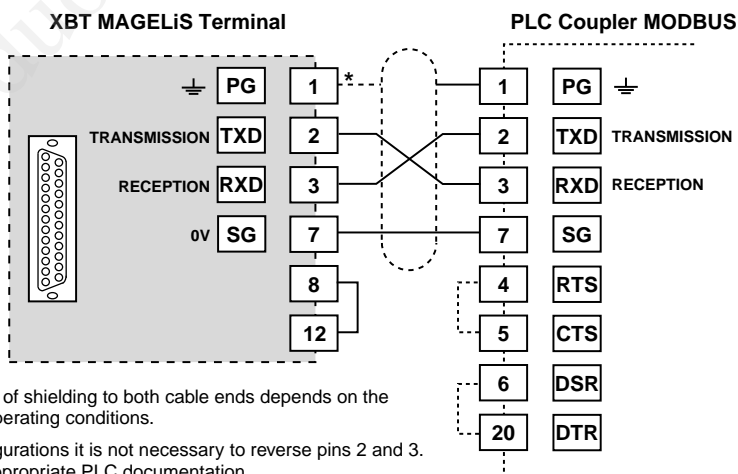 XBT MAGELiS Terminal
PLC Coupler MODBUS
PG 1 * 1 PG
TRANSMISSION TXD 2 2 TXD TRANSMISSION
RECEPTION RXD 3 3 RXD RECEPTION
0V SG 7 7 SG
8 4 RTS
12 5 CTS
6 DSR
20 DTR
of shielding to both cable ends depends on the
perating conditions.
gurations it is not necessary to reverse pins 2 and 3.
propriate PLC documentation